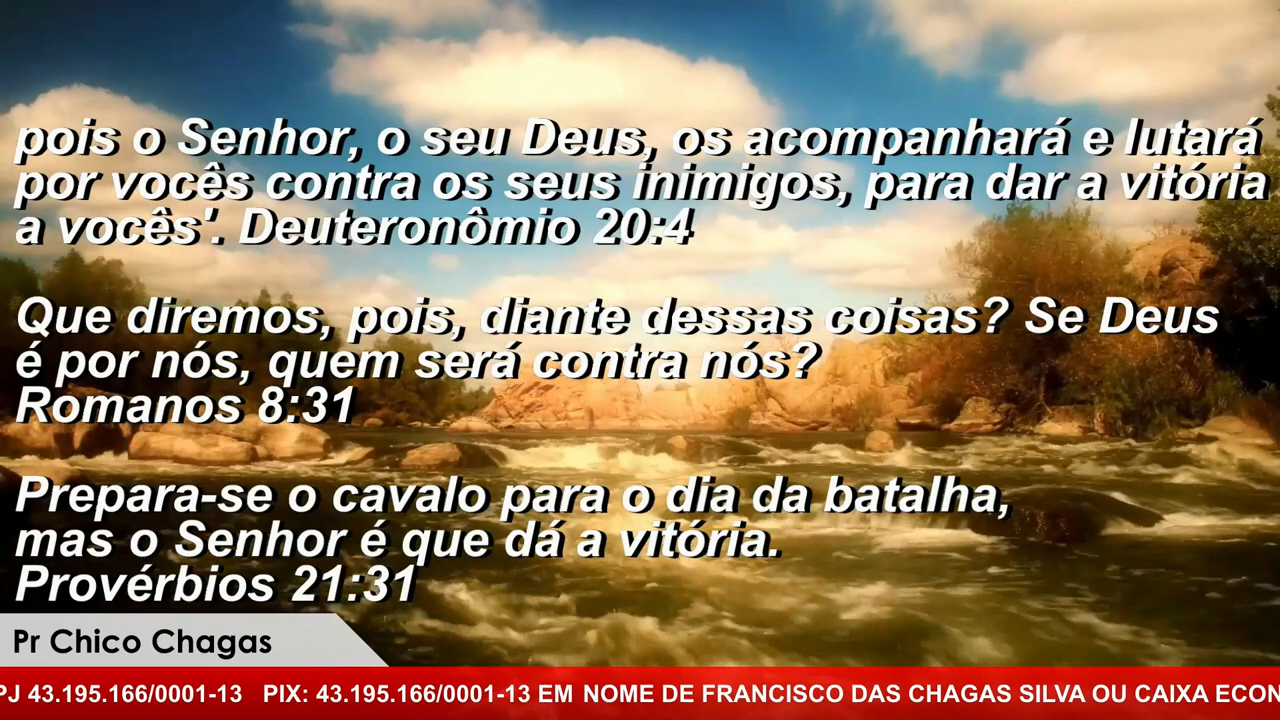 pois o Senhor, o seu Deus, os acompanhará e lutará
por vocês contra os seus inimigos, para dar a vitória
a vocês'. Deuteronômio 20:4
Que diremos, pois, diante dessas coisas? Se Deus
é por nós, quem será contra nós?
Romanos 8:31
Prepara-se o cavalo para o dia da batalha,
mas o Senhor é que dá a vitória.
Provérbios 21:31
Pr Chico Chagas
PJ 43.195.166/0001-13 PIX: 43.195.166/0001-13 EM NOME DE FRANCISCO DAS CHAGAS SILVA OU CAIXA ECON